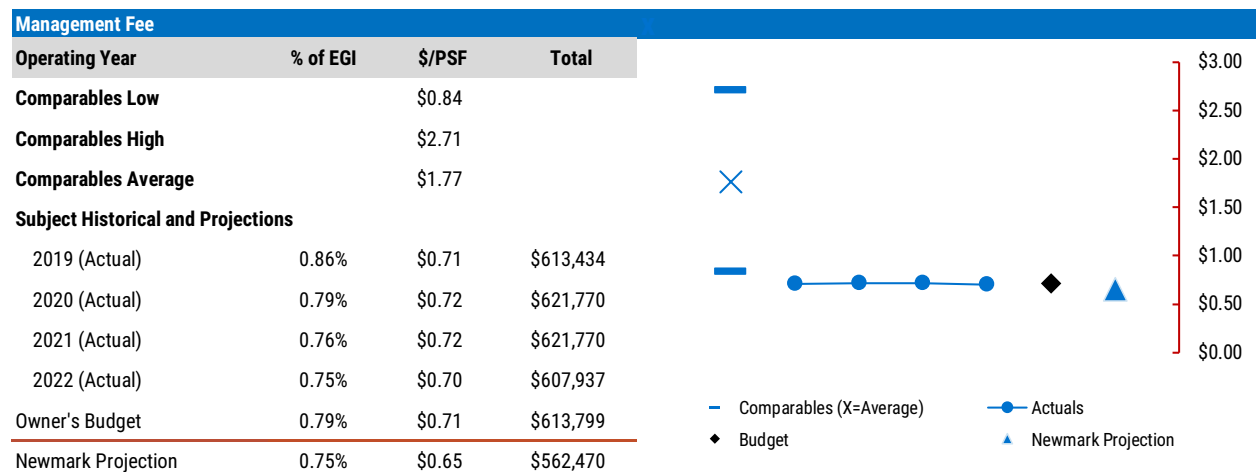 Management Fee
Operating Year % of EGI $/PSF Total
Comparables Low $0.84
Comparables High $2.71
Comparables Average $1.77
Subject Historical and Projections
2019 (Actual) 0.86% $0.71 $613,434
2020 (Actual) 0.79% $0.72 $621,770
2021 (Actual) 0.76% $0.72 $621,770
2022 (Actual) 0.75% $0.70 $607,937
Owner's Budget 0.79% $0.71 $613,799
Newmark Projection 0.75% $0.65 $562,470
$3.00
$2.50
$2.00
$1.50
$1.00
$0.50
$0.00
Comparables (X=Average) Actuals
Budget Newmark Projection